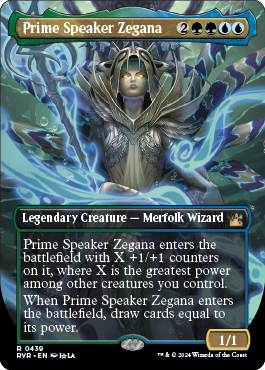 Prime Speaker Zegana 2
Legendary Creature — Merfolk Wizard
Prime Speaker Zegana enters the
battlefield with X +1/+1 counters
on it, where X is the greatest power
among other creatures you control.
When Prime Speaker Zegana enters
the battlefield, draw cards equal to
its power.
1/1
R 0439
RVR • EN
™ & © 2024 Wizards of the Coast